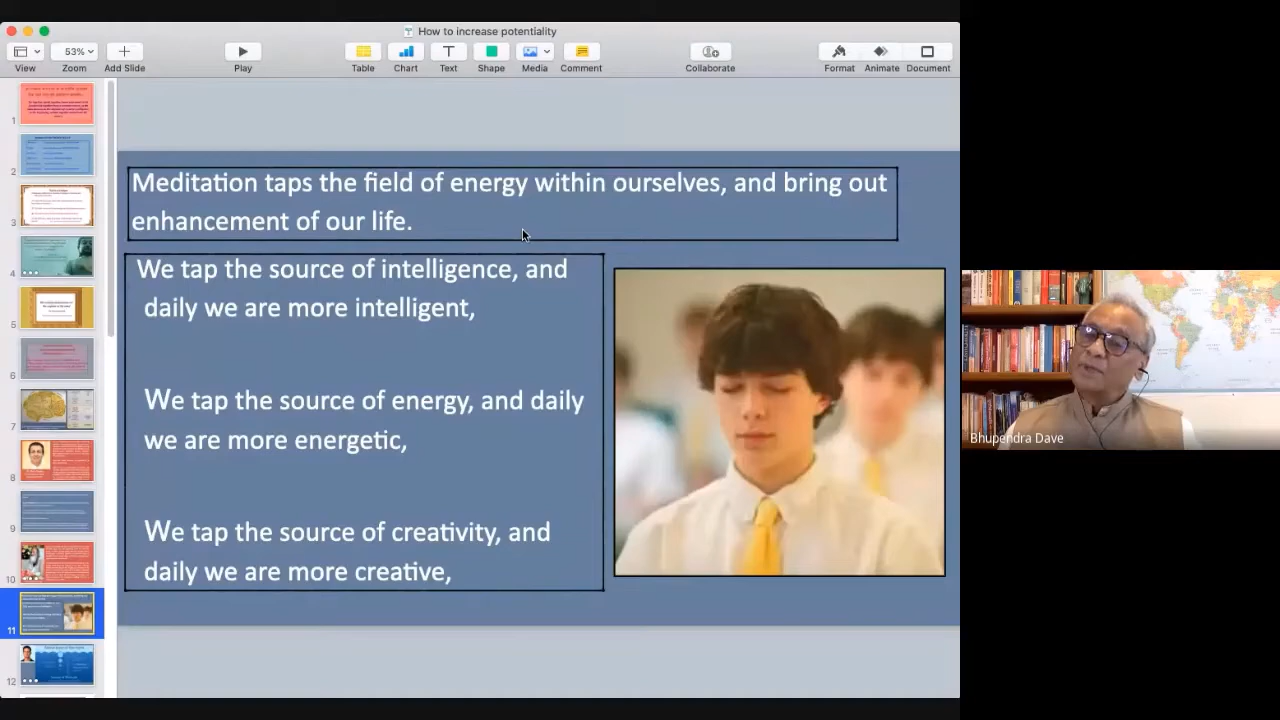 How to increase potentiality
53%
View
Zoom
Add Slide
Play
Table
Chart
Text
Shape
Media
Comment
Collaborate
Format
Animate
Document
1
2
3
4
5
6
7
8
9
10
11
12
Meditation taps the field of energy within ourselves, and bring out
enhancement of our life.
We tap the source of intelligence, and
daily we are more intelligent,
We tap the source of energy, and daily
we are more energetic,
We tap the source of creativity, and
daily we are more creative,
Bhupendra Dave